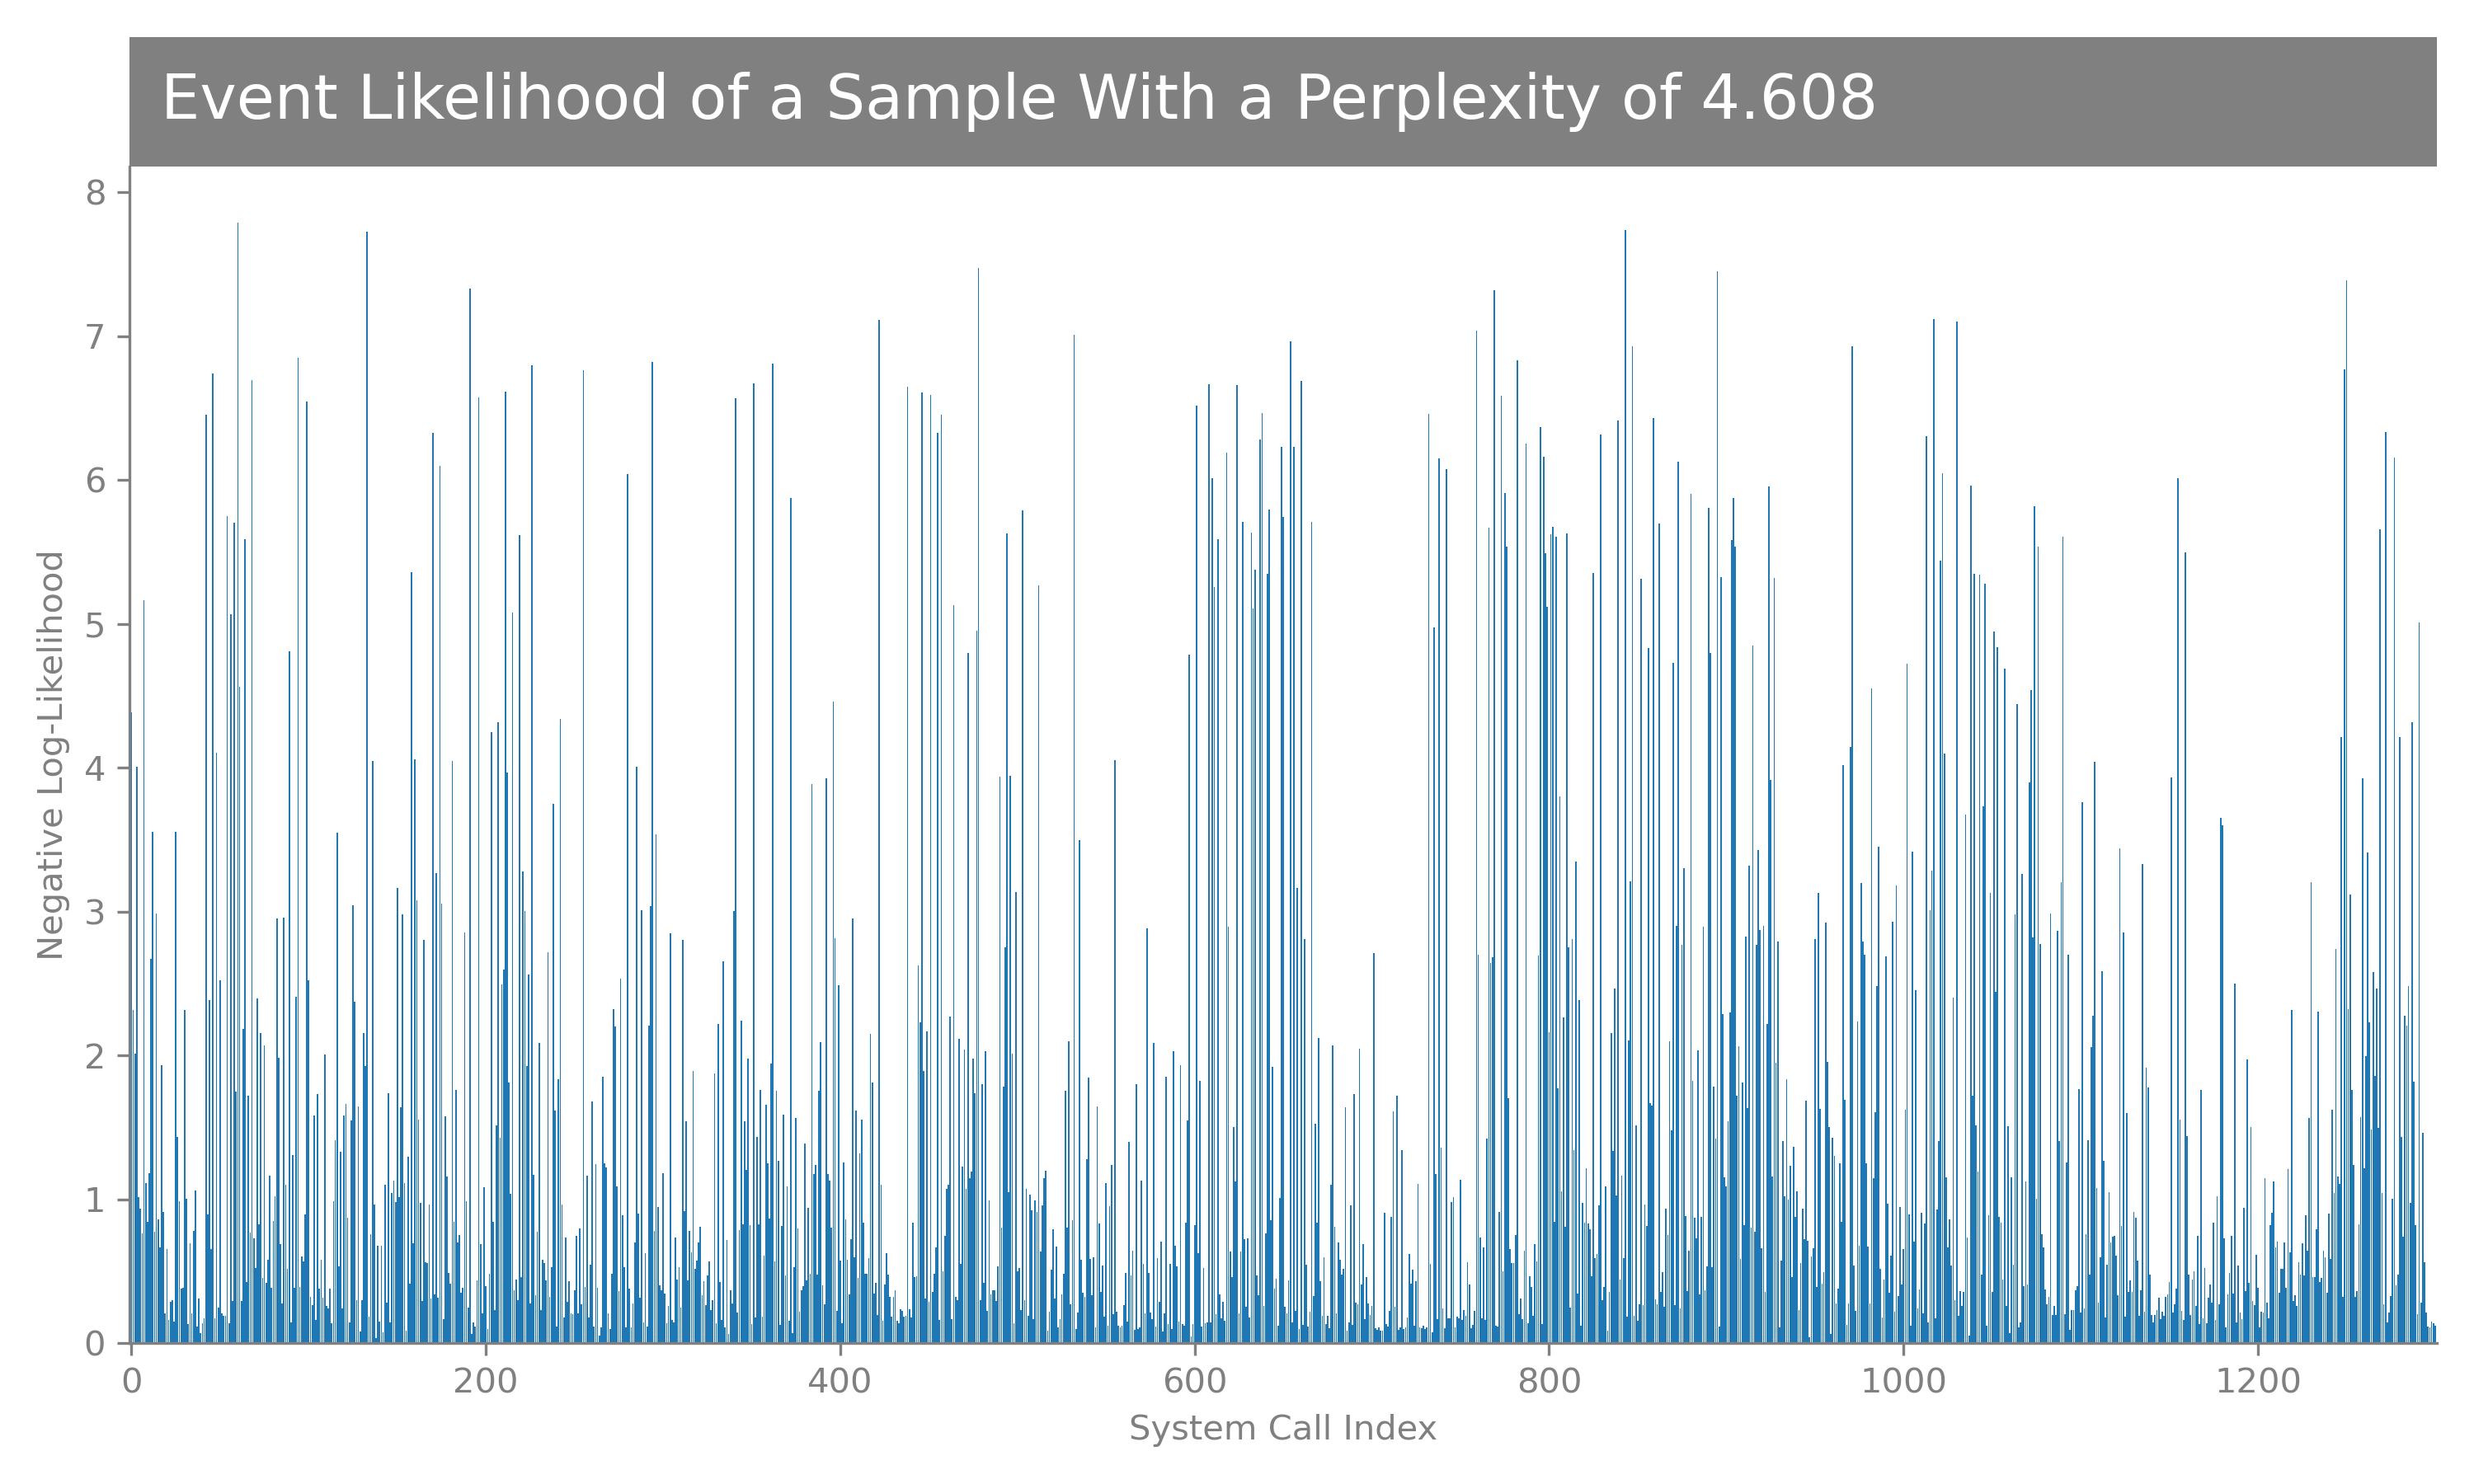 Event Likelihood of a Sample With a Perplexity of 4.608
8
7
6
5
4
3
2
1
0
Negative Log-Likelihood
0 200 400 600 800 1000 1200
System Call Index